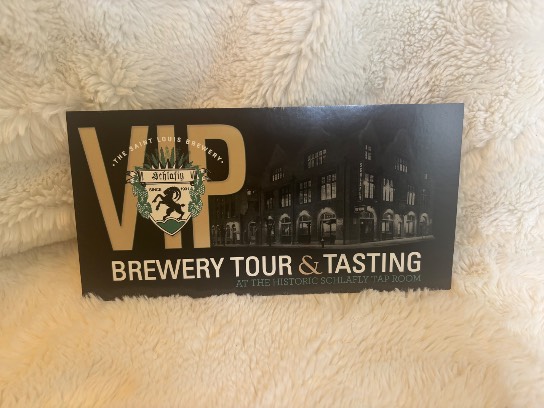 VIP
·THE SAINT LOUIS BREWERY·
Schlafly
SINCE 1991
BREWERY TOUR & TASTING
AT THE HISTORIC SCHLAFLY TAP ROOM